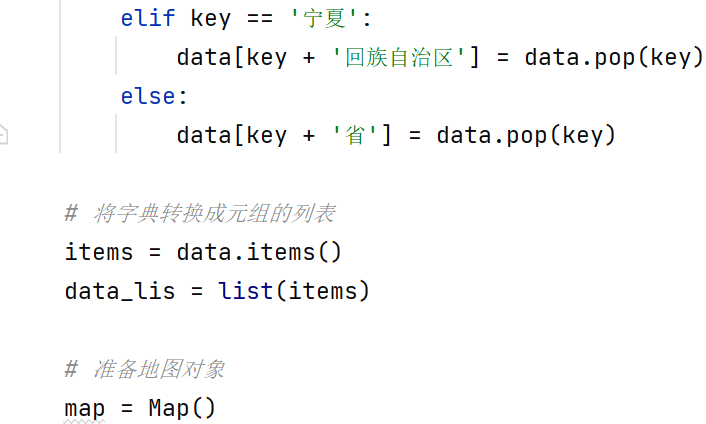 elif key == '宁夏':
data[key + '回族自治区'] = data.pop(key)
else:
data[key + '省'] = data.pop(key)
# 将字典转换成元组的列表
items = data.items()
data_lis = list(items)
# 准备地图对象
map = Map()